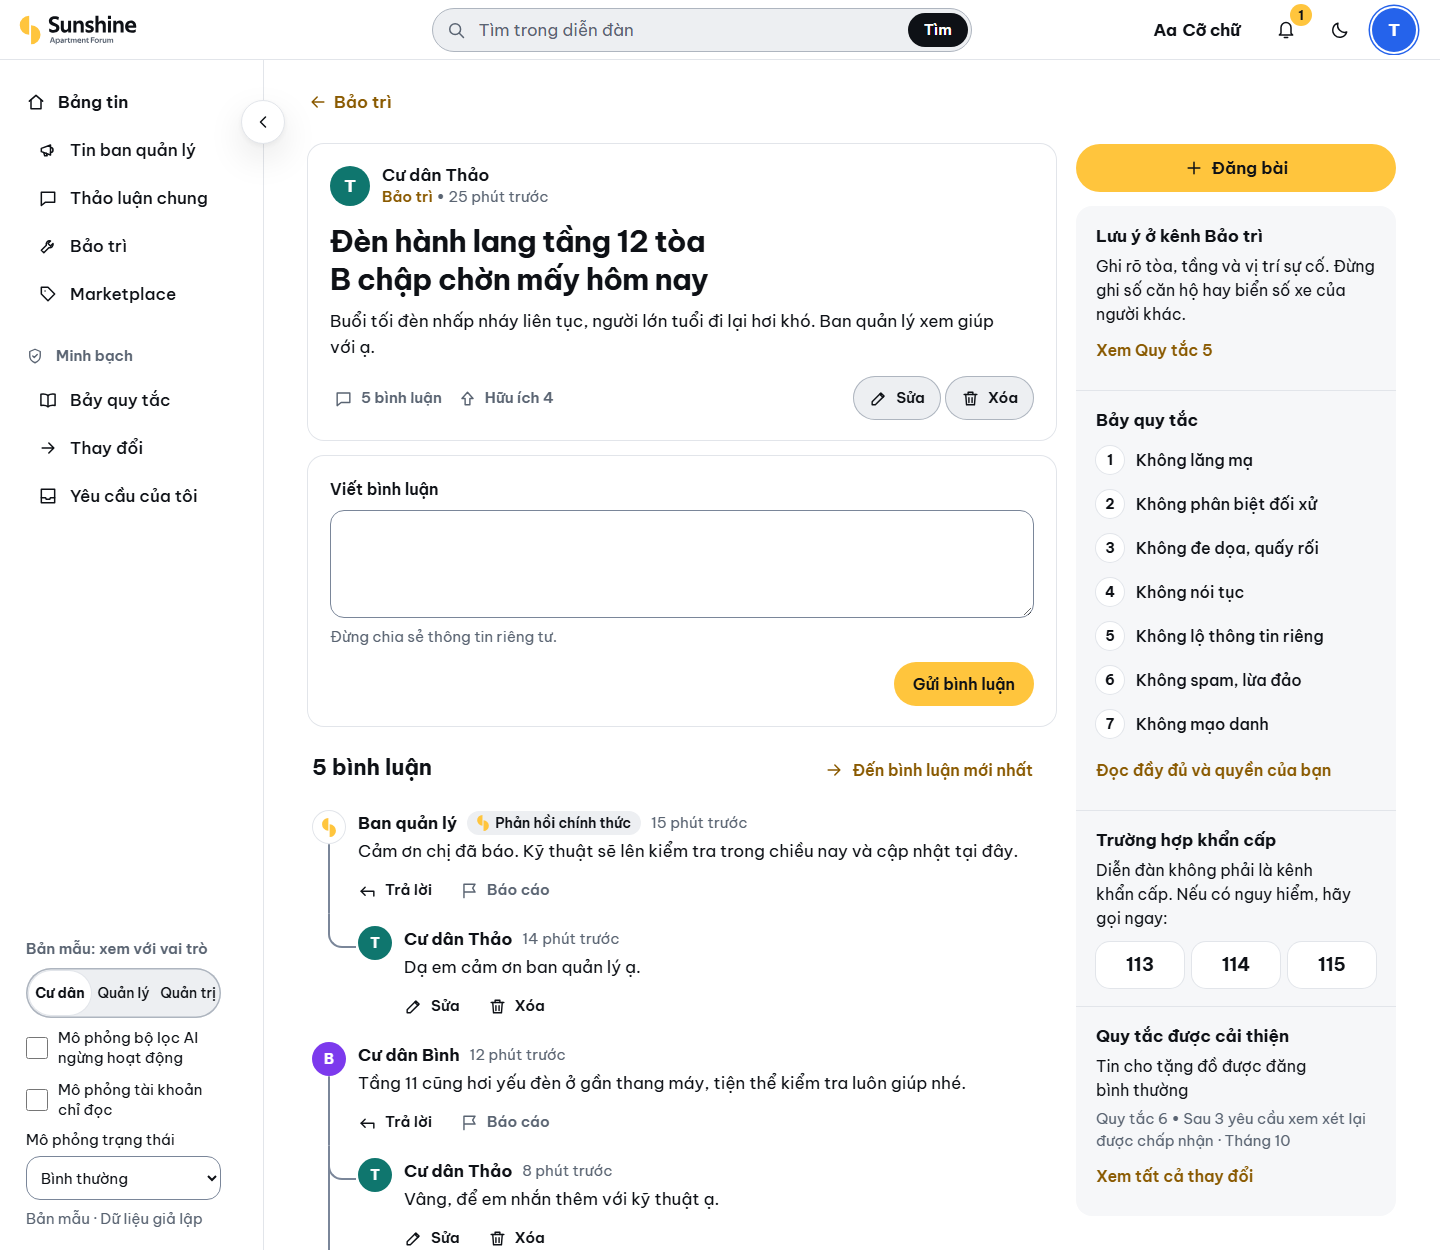 Sunshine
Apartment Forum
Tìm trong diễn đàn
Tìm
Aa Cỡ chữ
1
T
Bảng tin
Tin ban quản lý
Thảo luận chung
Bảo trì
Marketplace
Minh bạch
Bảy quy tắc
Thay đổi
Yêu cầu của tôi
Bản mẫu: xem với vai trò
Cư dân
Quản lý
Quản trị
Mô phỏng bộ lọc AI
ngừng hoạt động
Mô phỏng tài khoản
chỉ đọc
Mô phỏng trạng thái
Bình thường
Bản mẫu · Dữ liệu giả lập
Bảo trì
T
Cư dân Thảo
Bảo trì • 25 phút trước
Đèn hành lang tầng 12 tòa
B chập chờn mấy hôm nay
Buổi tối đèn nhấp nháy liên tục, người lớn tuổi đi lại hơi khó. Ban quản lý xem giúp
với ạ.
5 bình luận
Hữu ích 4
Sửa
Xóa
Viết bình luận
Đừng chia sẻ thông tin riêng tư.
Gửi bình luận
5 bình luận
Đến bình luận mới nhất
Ban quản lý
Phản hồi chính thức
15 phút trước
Cảm ơn chị đã báo. Kỹ thuật sẽ lên kiểm tra trong chiều nay và cập nhật tại đây.
Trả lời
Báo cáo
T
Cư dân Thảo
14 phút trước
Dạ em cảm ơn ban quản lý ạ.
Sửa
Xóa
B
Cư dân Bình
12 phút trước
Tầng 11 cũng hơi yếu đèn ở gần thang máy, tiện thể kiểm tra luôn giúp nhé.
Trả lời
Báo cáo
T
Cư dân Thảo
8 phút trước
Vâng, để em nhắn thêm với kỹ thuật ạ.
Sửa
Xóa
Đăng bài
Lưu ý ở kênh Bảo trì
Ghi rõ tòa, tầng và vị trí sự cố. Đừng
ghi số căn hộ hay biển số xe của
người khác.
Xem Quy tắc 5
Bảy quy tắc
1 Không lăng mạ
2 Không phân biệt đối xử
3 Không đe dọa, quấy rối
4 Không nói tục
5 Không lộ thông tin riêng
6 Không spam, lừa đảo
7 Không mạo danh
Đọc đầy đủ và quyền của bạn
Trường hợp khẩn cấp
Diễn đàn không phải là kênh
khẩn cấp. Nếu có nguy hiểm, hãy
gọi ngay:
113
114
115
Quy tắc được cải thiện
Tin cho tặng đồ được đăng
bình thường
Quy tắc 6 • Sau 3 yêu cầu xem xét lại
được chấp nhận · Tháng 10
Xem tất cả thay đổi